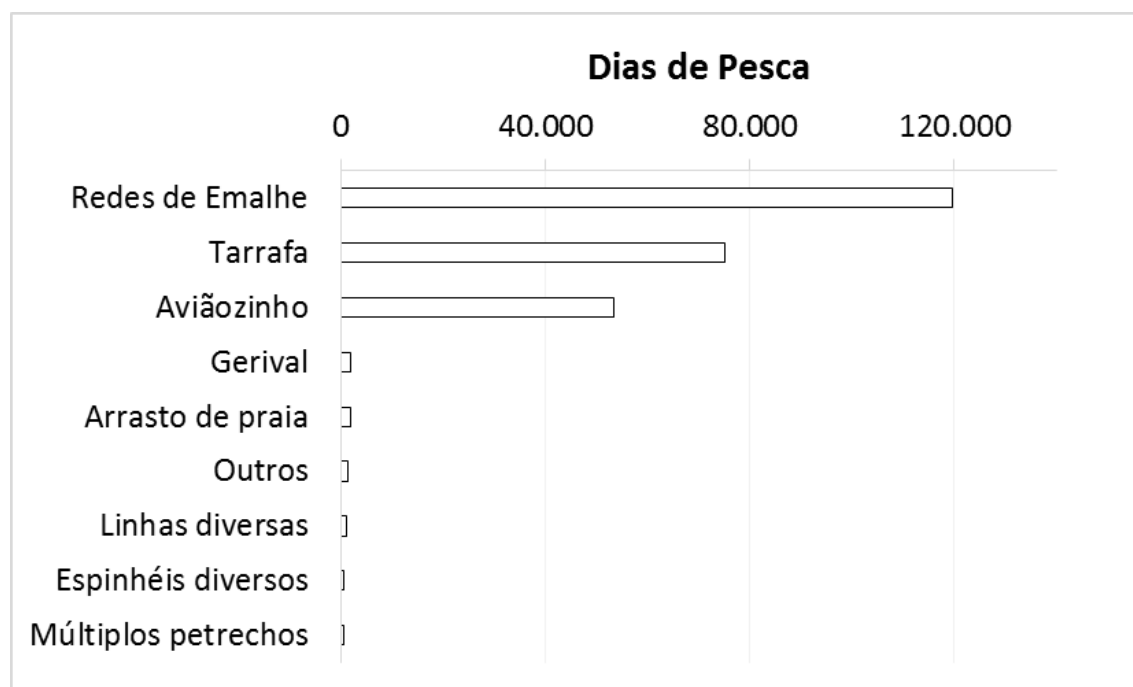 Dias de Pesca
0 40.000 80.000 120.000
Redes de Emalhe
Tarrafa
Aviãozinho
Gerival
Arrasto de praia
Outros
Linhas diversas
Espinhéis diversos
Múltiplos petrechos